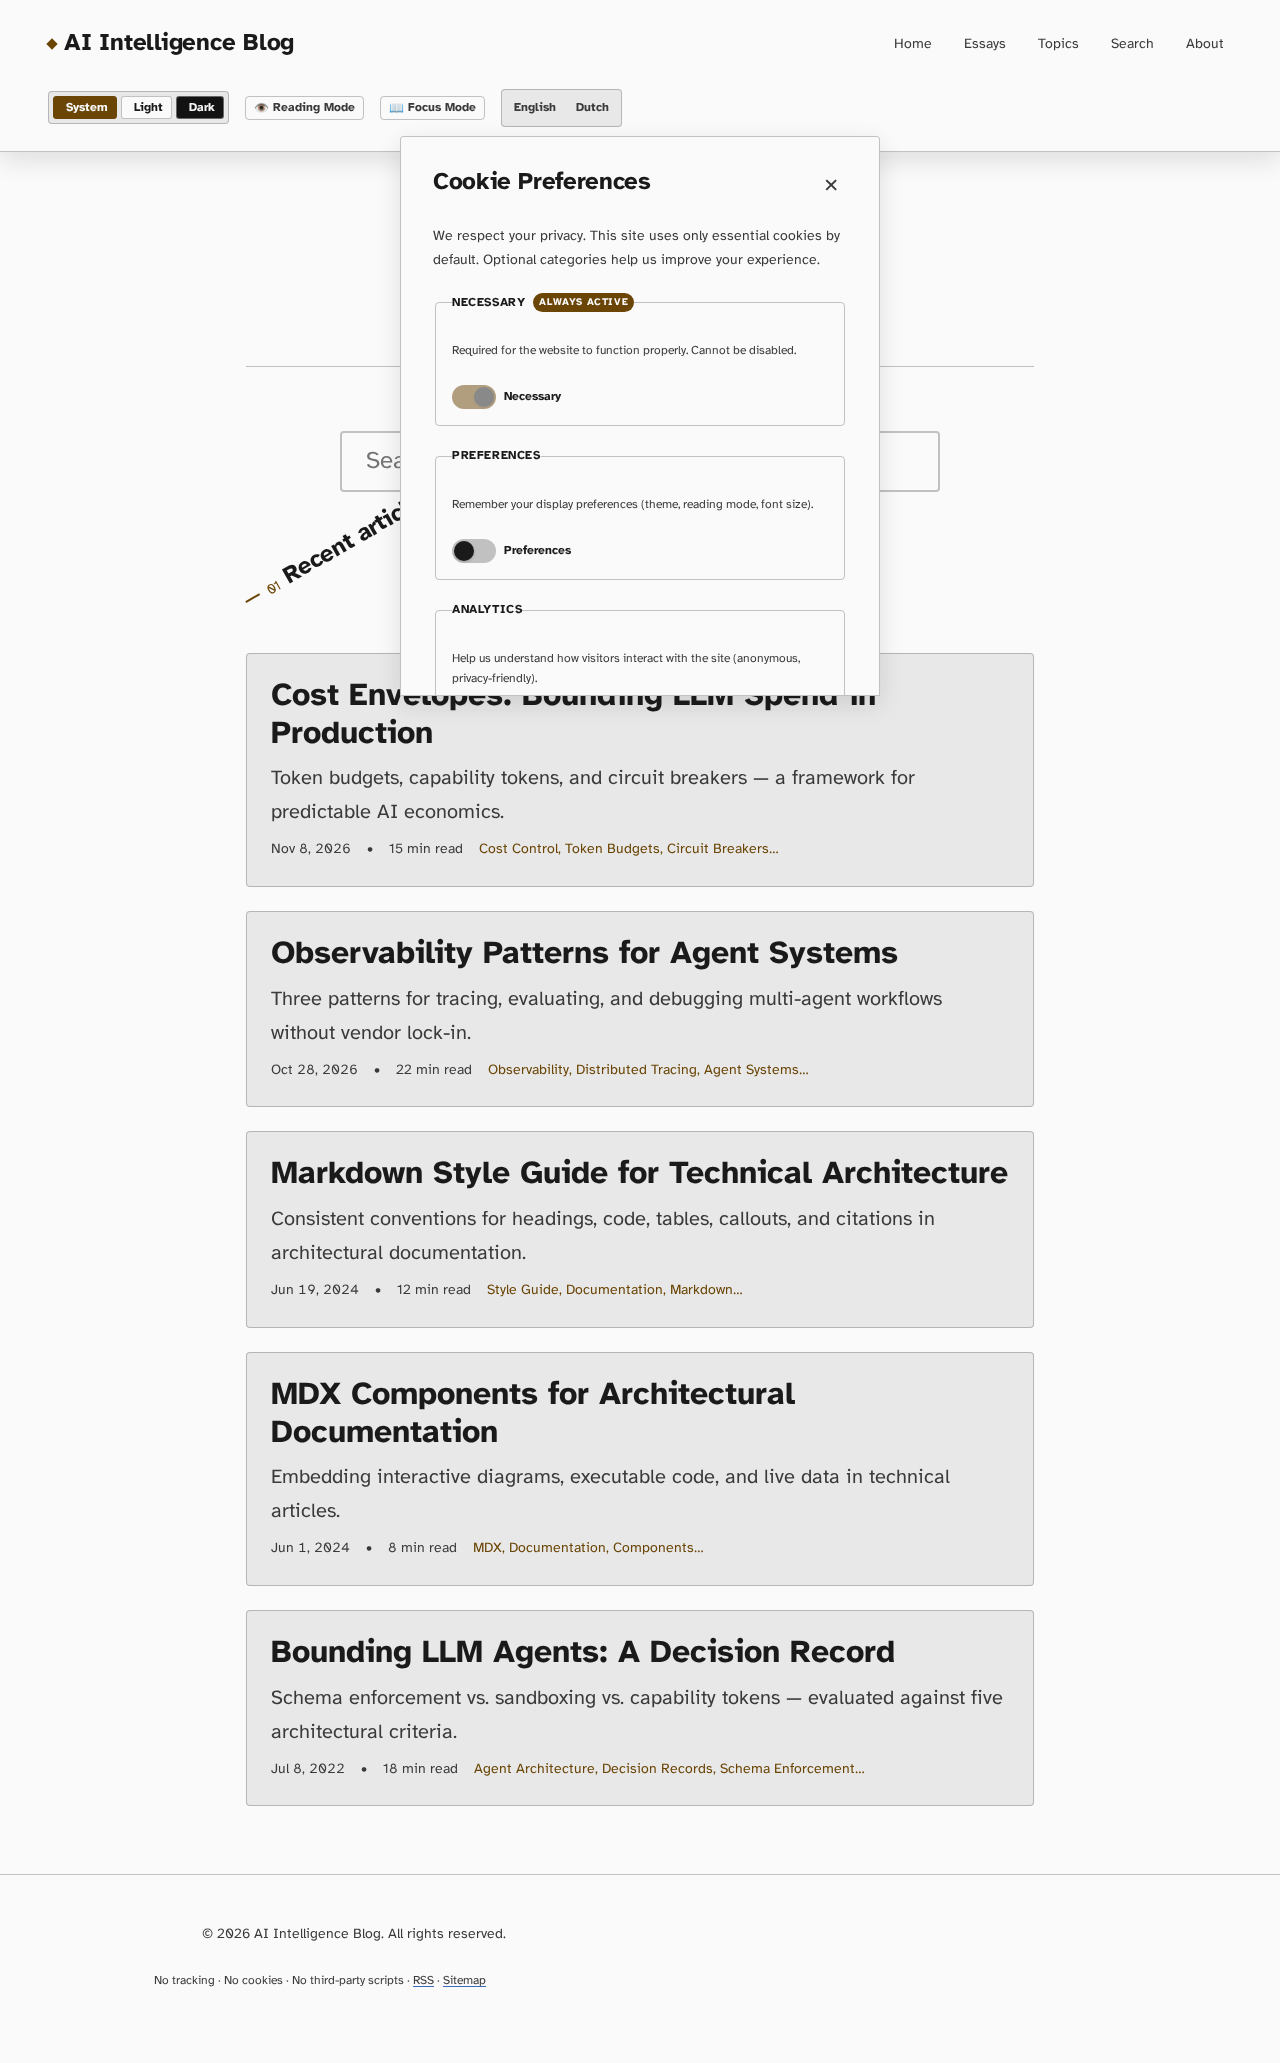 ◆ AI Intelligence Blog
Home Essays Topics Search About
System Light Dark 👁️ Reading Mode 📖 Focus Mode English Dutch
Cookie Preferences ✕
We respect your privacy. This site uses only essential cookies by
default. Optional categories help us improve your experience.
NECESSARY ALWAYS ACTIVE
Required for the website to function properly. Cannot be disabled.
Necessary
PREFERENCES
Remember your display preferences (theme, reading mode, font size).
Preferences
ANALYTICS
Help us understand how visitors interact with the site (anonymous,
privacy-friendly).
— 01 Recent
Cost Envelopes: Bounding LLM Spend in
Production
Token budgets, capability tokens, and circuit breakers — a framework for
predictable AI economics.
Nov 8, 2026 • 15 min read Cost Control, Token Budgets, Circuit Breakers...
Observability Patterns for Agent Systems
Three patterns for tracing, evaluating, and debugging multi-agent workflows
without vendor lock-in.
Oct 28, 2026 • 22 min read Observability, Distributed Tracing, Agent Systems...
Markdown Style Guide for Technical Architecture
Consistent conventions for headings, code, tables, callouts, and citations in
architectural documentation.
Jun 19, 2024 • 12 min read Style Guide, Documentation, Markdown...
MDX Components for Architectural
Documentation
Embedding interactive diagrams, executable code, and live data in technical
articles.
Jun 1, 2024 • 8 min read MDX, Documentation, Components...
Bounding LLM Agents: A Decision Record
Schema enforcement vs. sandboxing vs. capability tokens — evaluated against five
architectural criteria.
Jul 8, 2022 • 18 min read Agent Architecture, Decision Records, Schema Enforcement...
© 2026 AI Intelligence Blog. All rights reserved.
No tracking · No cookies · No third-party scripts · RSS · Sitemap